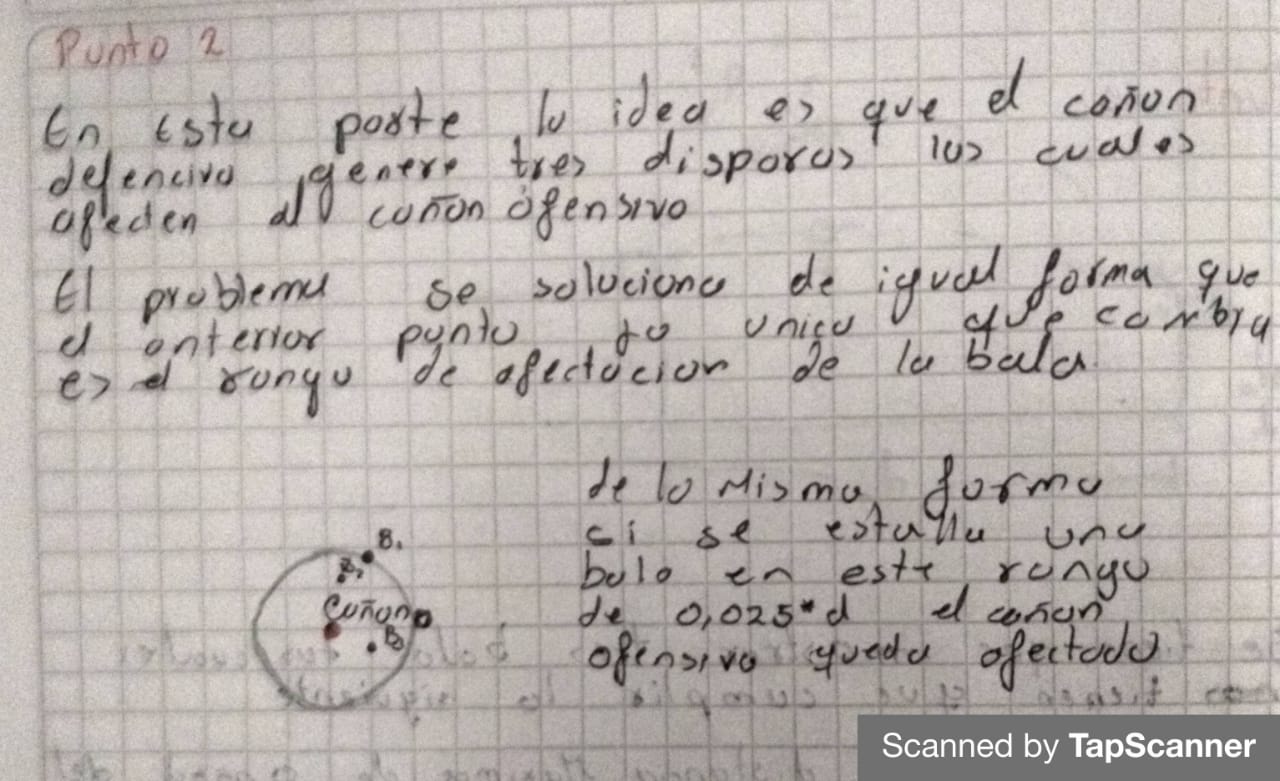 Punto 2
En esta parte la idea es que el cañon
defenciva genere tres disparos los cuales
afecten al cañon ofensivo
El problema se soluciona de igual forma que
el anterior punto lo unico que cambia
es el rango de afectacion de la bala.
de la misma forma
si se estalla una
bala en este rango
de 0,025*d el cañon
ofensivo queda afectado
B,
B,
Cañon
B
Scanned by TapScanner